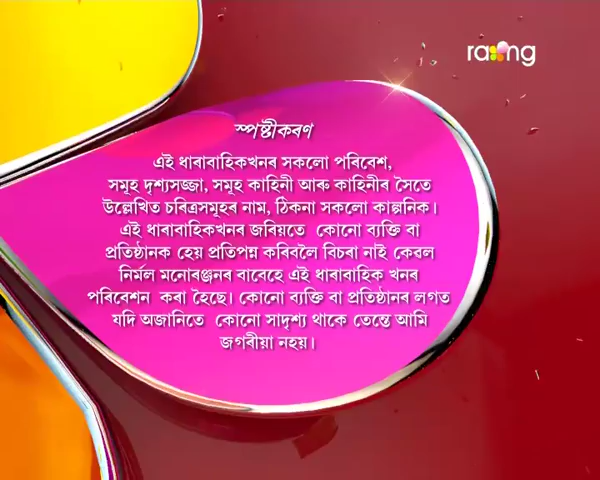 rang
স্পষ্টীকৰণ
এই ধাৰাবাহিকখনৰ সকলো পৰিবেশ,
সমূহ দৃশ্যসজ্জা, সমূহ কাহিনী আৰু কাহিনীৰ সৈতে
উল্লেখিত চৰিত্ৰসমূহৰ নাম, ঠিকনা সকলো কাল্পনিক।
এই ধাৰাবাহিকখনৰ জৰিয়তে কোনো ব্যক্তি বা
প্ৰতিষ্ঠানক হেয় প্ৰতিপন্ন কৰিবলৈ বিচৰা নাই কেৱল
নিৰ্মল মনোৰঞ্জনৰ বাবেহে এই ধাৰাবাহিক খনৰ
পৰিবেশন কৰা হৈছে। কোনো ব্যক্তি বা প্ৰতিষ্ঠানৰ লগত
যদি অজানিতে কোনো সাদৃশ্য থাকে তেন্তে আমি
জগৰীয়া নহয়।